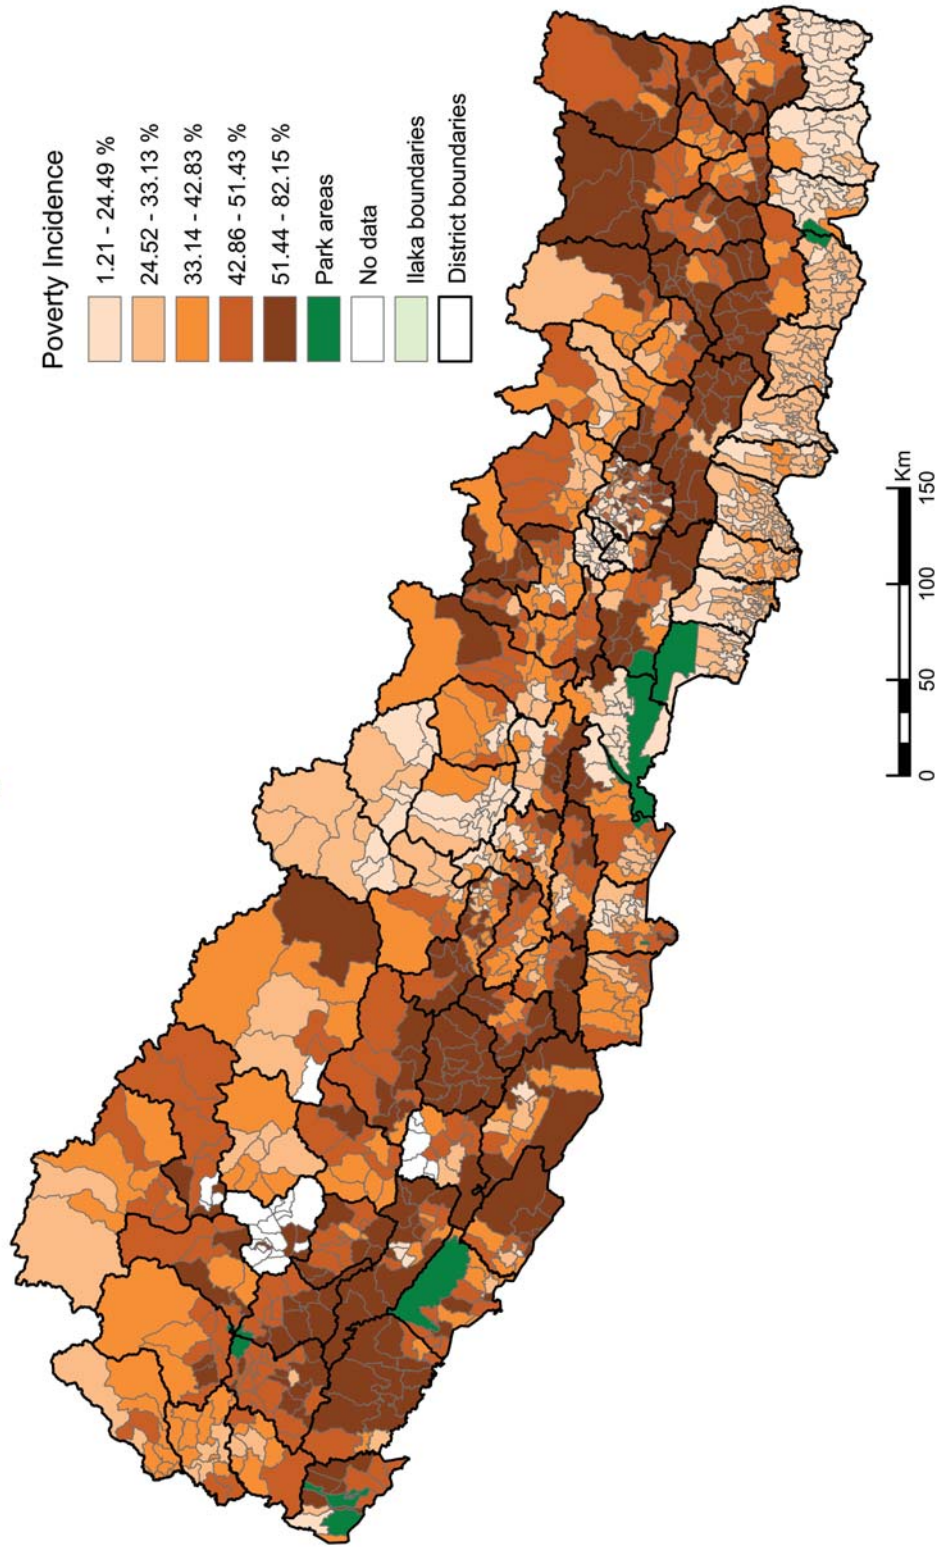 Poverty Incidence
1.21 - 24.49 %
24.52 - 33.13 %
33.14 - 42.83 %
42.86 - 51.43 %
51.44 - 82.15 %
Park areas
No data
Ilaka boundaries
District boundaries
0 50 100 150
Km